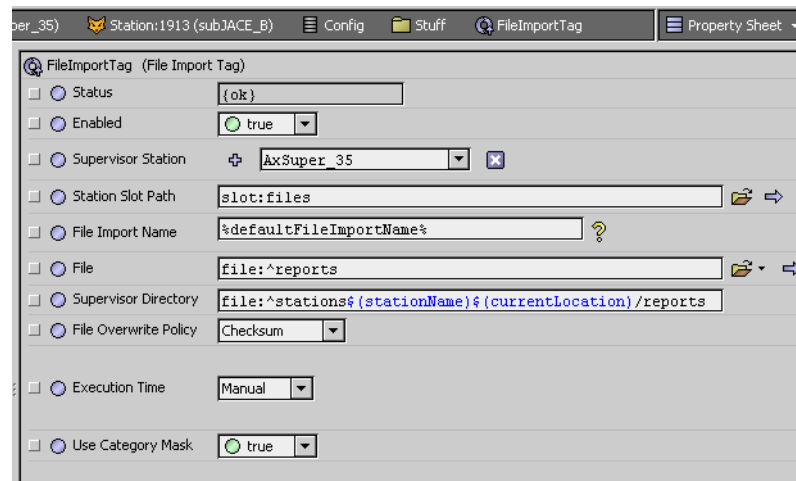 per_35) Station:1913 (subJACE_B) Config Stuff FileImportTag Property Sheet
FileImportTag (File Import Tag)
Status {ok}
Enabled true
Supervisor Station AxSuper_35
Station Slot Path slot:files
File Import Name %defaultFileImportName%
File file:^reports
Supervisor Directory file:^stations$(stationName)$(currentLocation)/reports
File Overwrite Policy Checksum
Execution Time Manual
Use Category Mask true